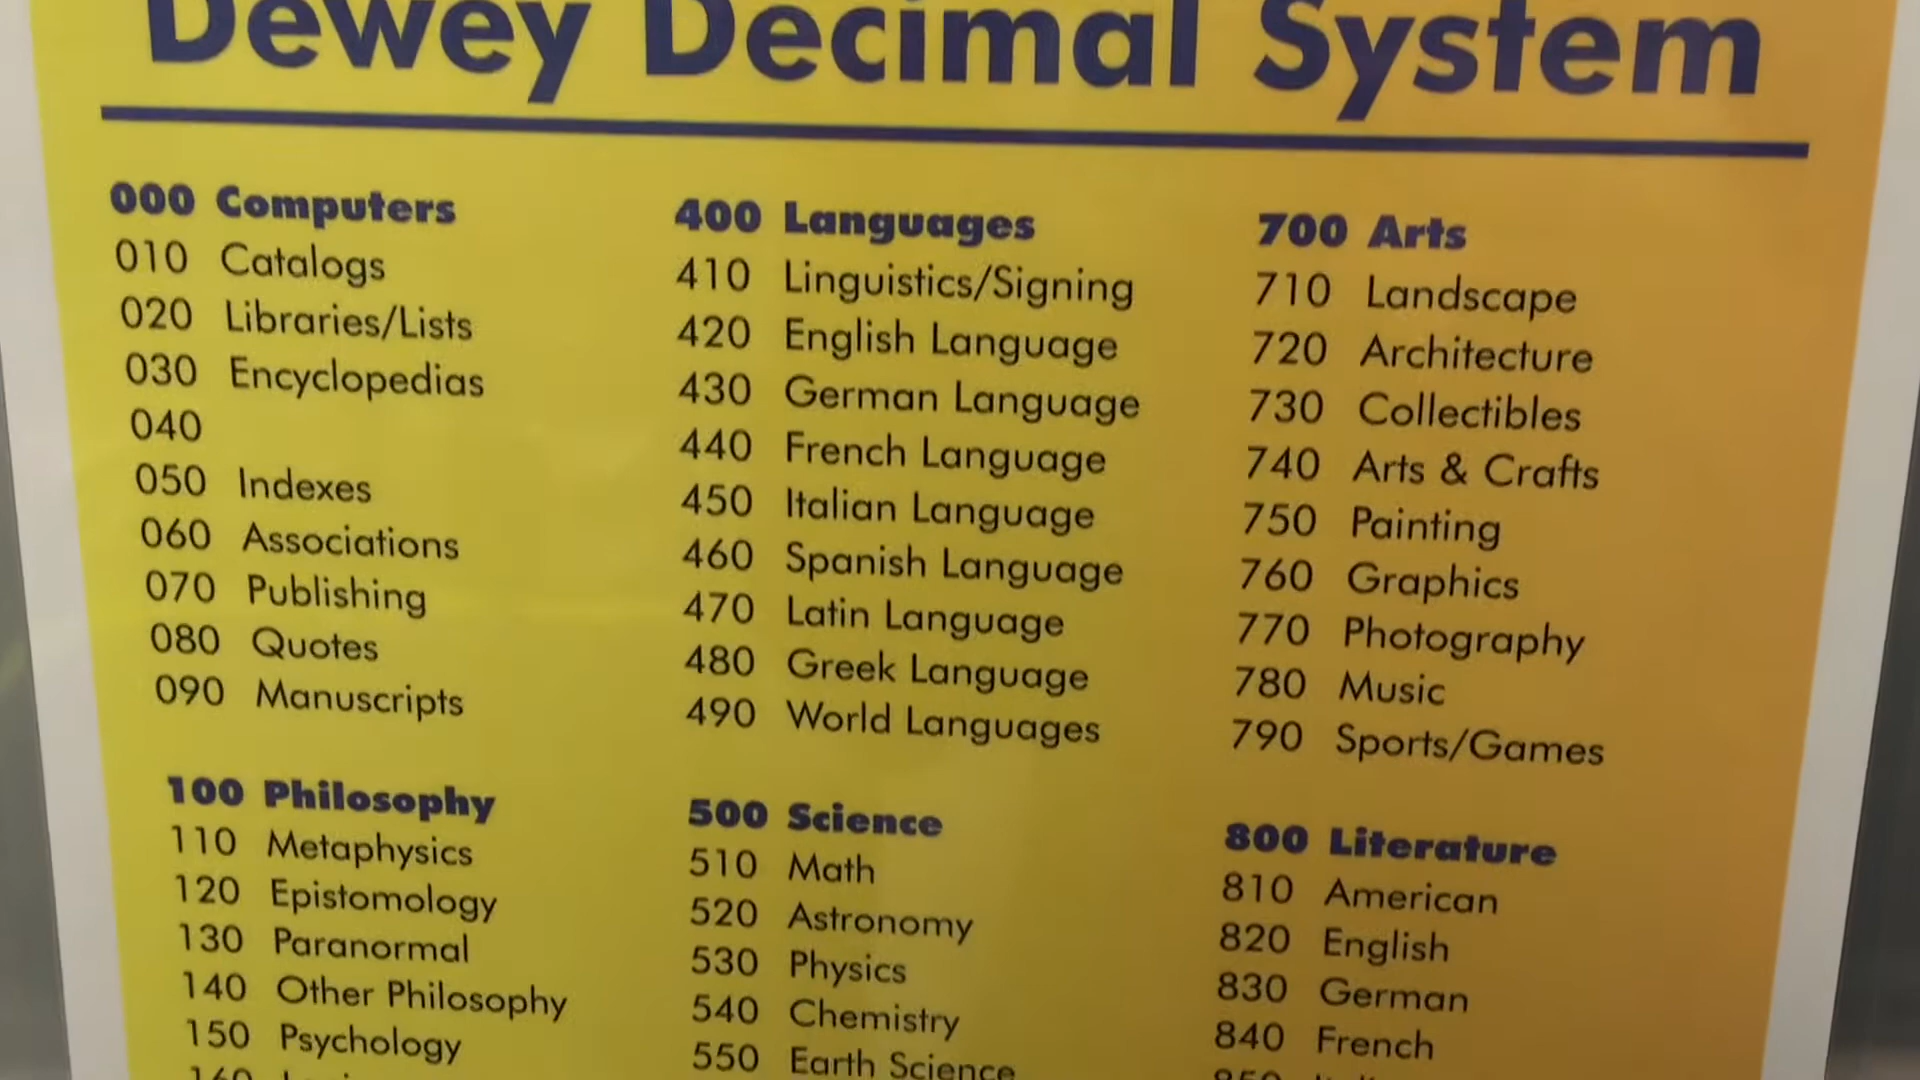 Dewey Decimal System
000 Computers
010 Catalogs
020 Libraries/Lists
030 Encyclopedias
040
050 Indexes
060 Associations
070 Publishing
080 Quotes
090 Manuscripts
100 Philosophy
110 Metaphysics
120 Epistomology
130 Paranormal
140 Other Philosophy
150 Psychology
400 Languages
410 Linguistics/Signing
420 English Language
430 German Language
440 French Language
450 Italian Language
460 Spanish Language
470 Latin Language
480 Greek Language
490 World Languages
500 Science
510 Math
520 Astronomy
530 Physics
540 Chemistry
550 Earth Science
700 Arts
710 Landscape
720 Architecture
730 Collectibles
740 Arts & Crafts
750 Painting
760 Graphics
770 Photography
780 Music
790 Sports/Games
800 Literature
810 American
820 English
830 German
840 French